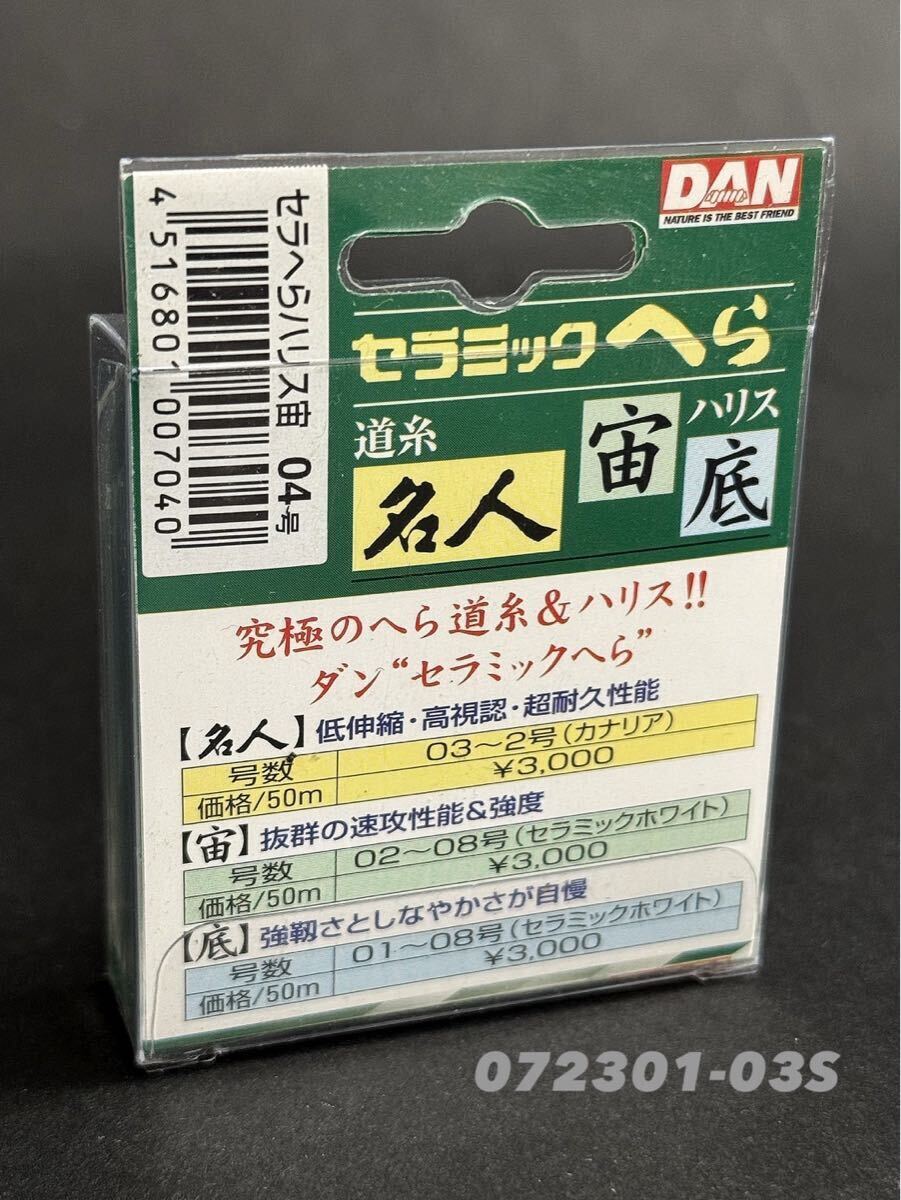 DAN
NATURE IS THE BEST FRIEND
セラへらハリス宙 04号
4 516801 007040
セラミックへら
道糸
名人
宙
ハリス
底
究極のへら道糸&ハリス!!
ダン“セラミックへら”
【名人】低伸縮・高視認・超耐久性能
号数 03〜2号(カナリア)
価格/50m ¥3,000
【宙】抜群の速攻性能&強度
号数 02〜08号(セラミックホワイト)
価格/50m ¥3,000
【底】強靱さとしなやかさが自慢
号数 01〜08号(セラミックホワイト)
価格/50m ¥3,000
072301-03S